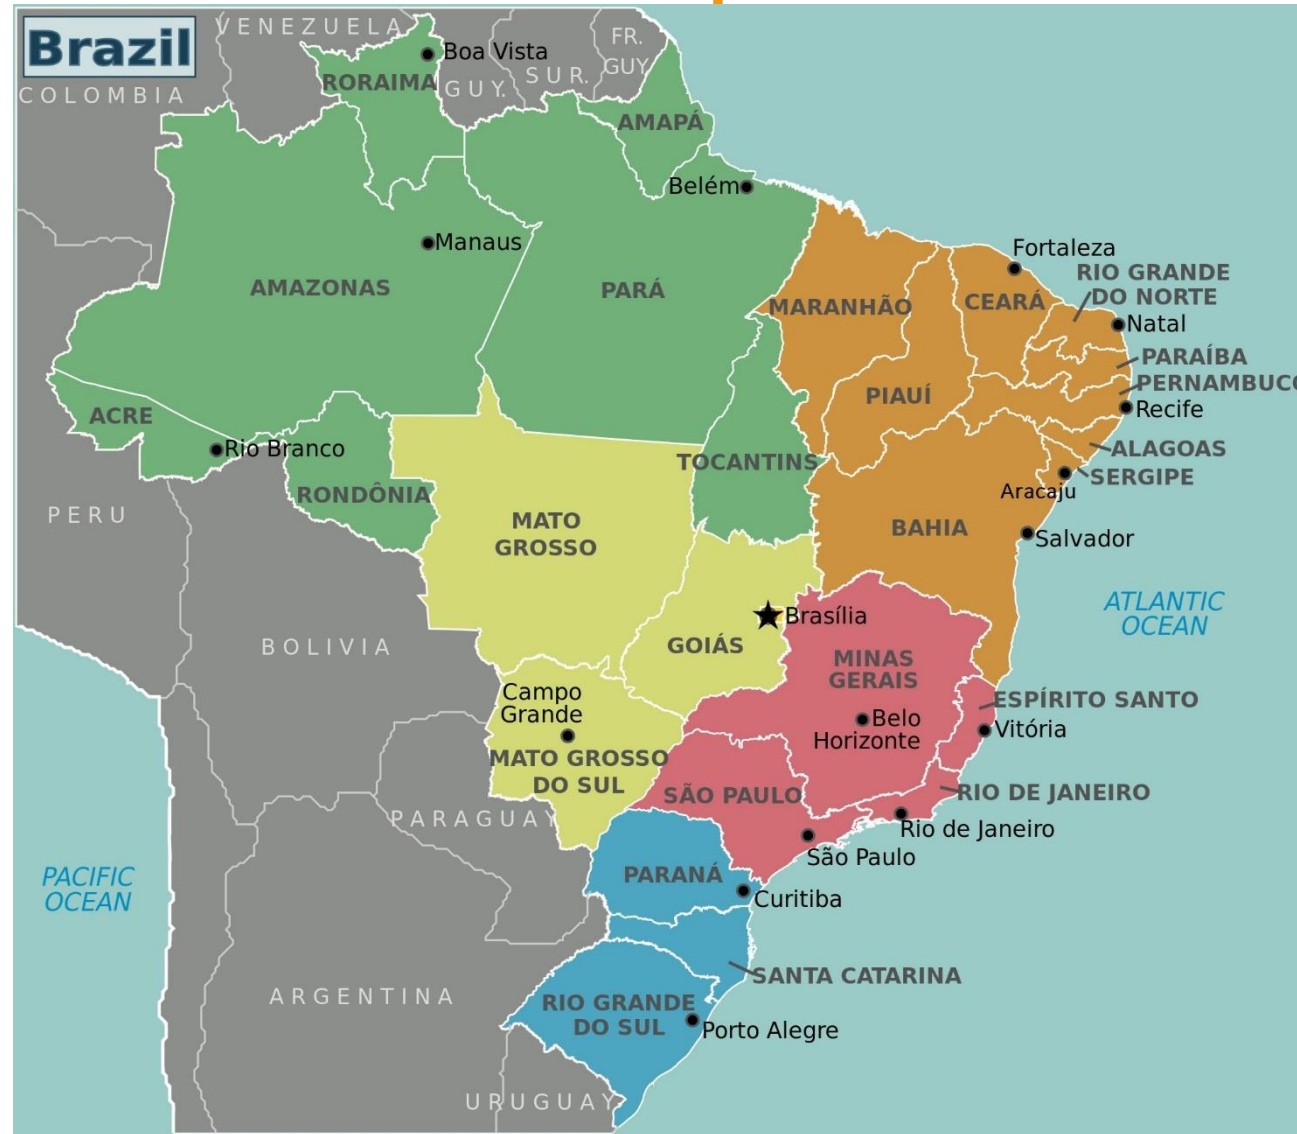 Brazil
VENEZUELA
COLOMBIA
Boa Vista
RORAIMA
GUY.
SUR.
FR.
GUY
AMAPÁ
Belém
Manaus
AMAZONAS
PARÁ
MARANHÃO
Fortaleza
CEARÁ
RIO GRANDE
DO NORTE
Natal
PARAÍBA
PERNAMBUCO
Recife
PIAUÍ
ACRE
Rio Branco
RONDÔNIA
TOCANTINS
ALAGOAS
SERGIPE
Aracaju
PERU
MATO
GROSSO
BAHIA
Salvador
ATLANTIC
OCEAN
BOLIVIA
GOIÁS
Brasília
MINAS
GERAIS
Campo
Grande
MATO GROSSO
DO SUL
Belo
Horizonte
ESPÍRITO SANTO
Vitória
SÃO PAULO
RIO DE JANEIRO
Rio de Janeiro
São Paulo
PARAGUAY
PACIFIC
OCEAN
PARANÁ
Curitiba
SANTA CATARINA
ARGENTINA
RIO GRANDE
DO SUL
Porto Alegre
URUGUAY